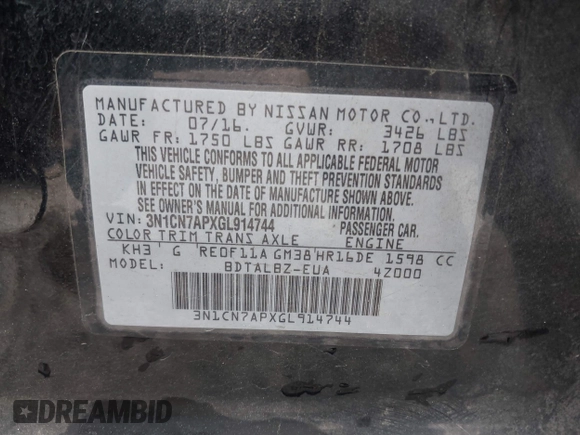 MANUFACTURED BY NISSAN MOTOR CO.,LTD.
DATE: 07/16. GVWR: 3426 LBS
GAWR FR: 1750 LBS GAWR RR: 1708 LBS
THIS VEHICLE CONFORMS TO ALL APPLICABLE FEDERAL MOTOR
VEHICLE SAFETY, BUMPER AND THEFT PREVENTION STANDARDS
IN EFFECT ON THE DATE OF MANUFACTURE SHOWN ABOVE.
SEE OWNER'S MANUAL FOR ADDITIONAL INFORMATION.
VIN: 3N1CN7APXGL914744 PASSENGER CAR.
COLOR TRIM TRANS AXLE ENGINE
KH3 G RE0F11A GM38 HR16DE 1598 CC
MODEL: BDTALBZ-EUA 4Z000
3N1CN7APXGL914744
DREAMBID